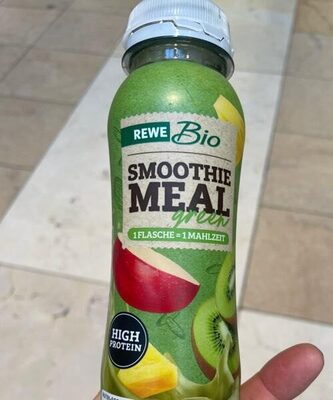 REWE Bio
SMOOTHIE
MEAL
green
1 FLASCHE = 1 MAHLZEIT
HIGH
PROTEIN